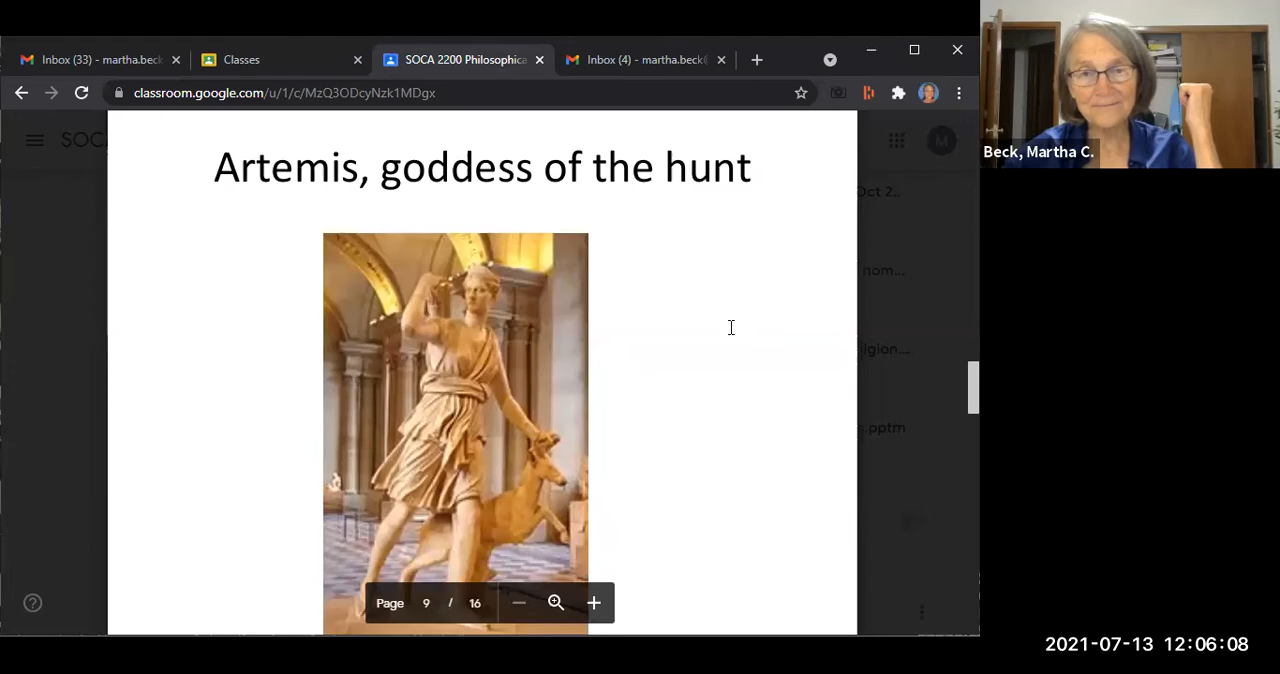 Inbox (33) - martha.beck
Classes
SOCA 2200 Philosophica
Inbox (4) - martha.beck@
classroom.google.com/u/1/c/MzQ3ODcyNzk1MDgx
SOC
M
Artemis, goddess of the hunt
Oct 2...
nom...
ilgion....
.pptm
Page 9 / 16
Beck, Martha C.
2021-07-13 12:06:08